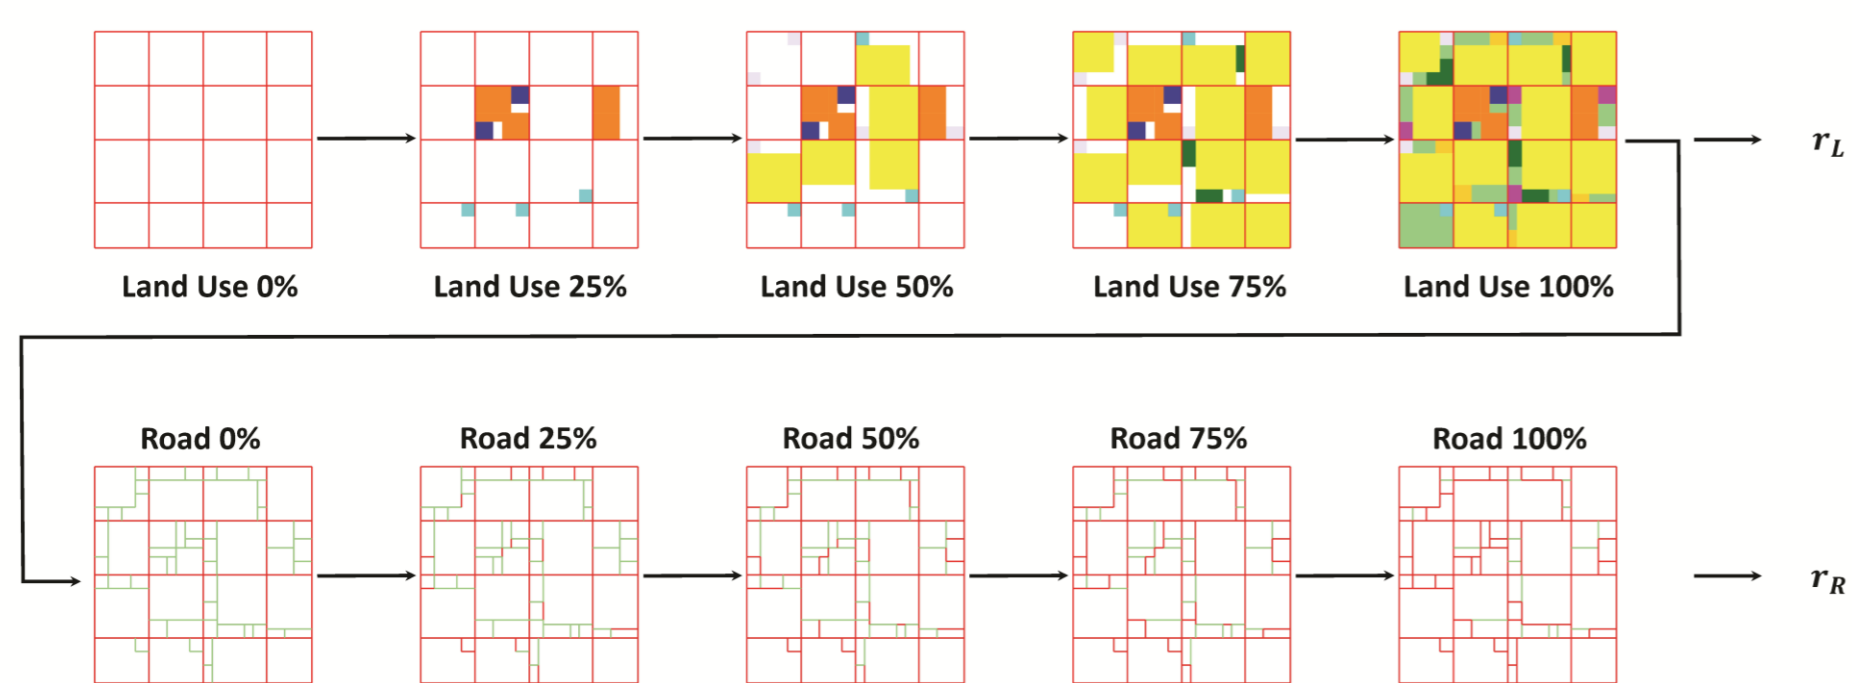 Land Use 0%
Land Use 25%
Land Use 50%
Land Use 75%
Land Use 100%
r_L
Road 0%
Road 25%
Road 50%
Road 75%
Road 100%
r_R